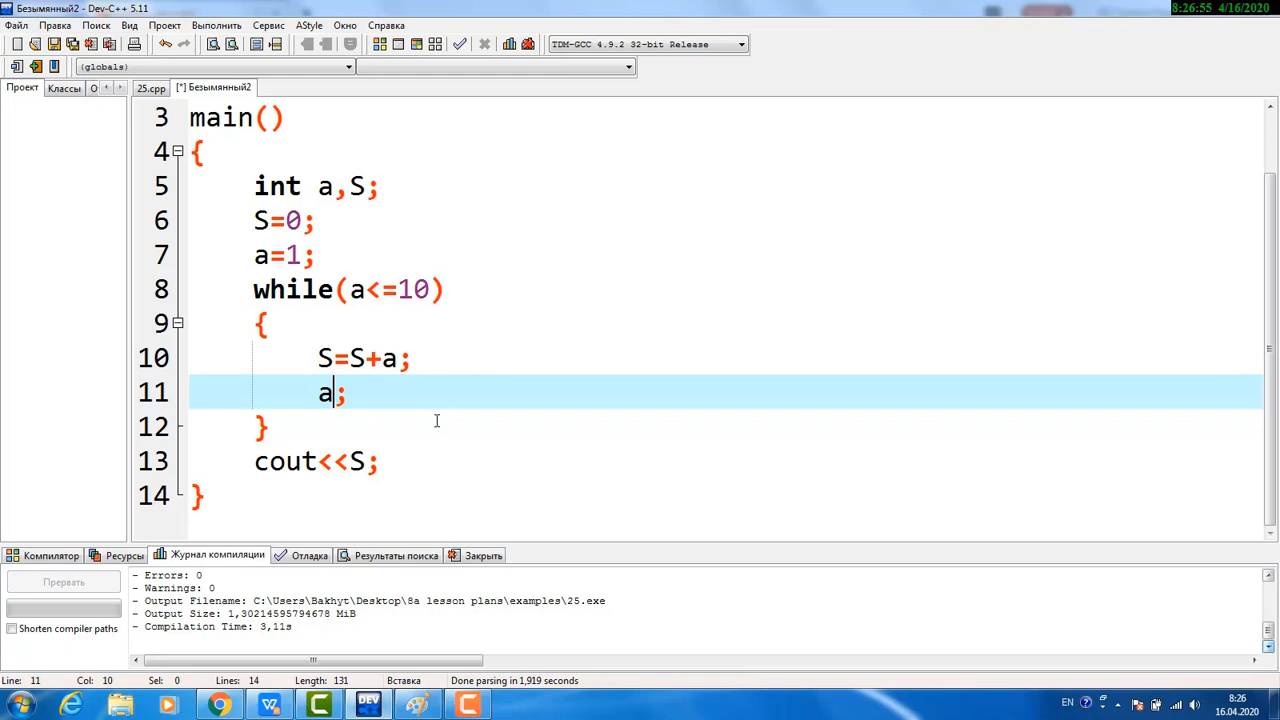 Безымянный2 - Dev-C++ 5.11
8:26:55 4/16/2020
Файл Правка Поиск Вид Проект Выполнить Сервис AStyle Окно Справка
TDM-GCC 4.9.2 32-bit Release
(globals)
Проект Классы О
25.cpp [*] Безымянный2
3 main()
4 {
5 int a,S;
6 S=0;
7 a=1;
8 while(a<=10)
9 {
10 S=S+a;
11 a;
12 }
13 cout<<S;
14 }
Компилятор Ресурсы Журнал компиляции Отладка Результаты поиска Закрыть
Прервать
Shorten compiler paths
- Errors: 0
- Warnings: 0
- Output Filename: C:\Users\Bakhyt\Desktop\8a lesson plans\examples\25.exe
- Output Size: 1,30214595794678 MiB
- Compilation Time: 3,11s
Line: 11 Col: 10 Sel: 0 Lines: 14 Length: 131 Вставка Done parsing in 1,919 seconds
EN 8:26
16.04.2020